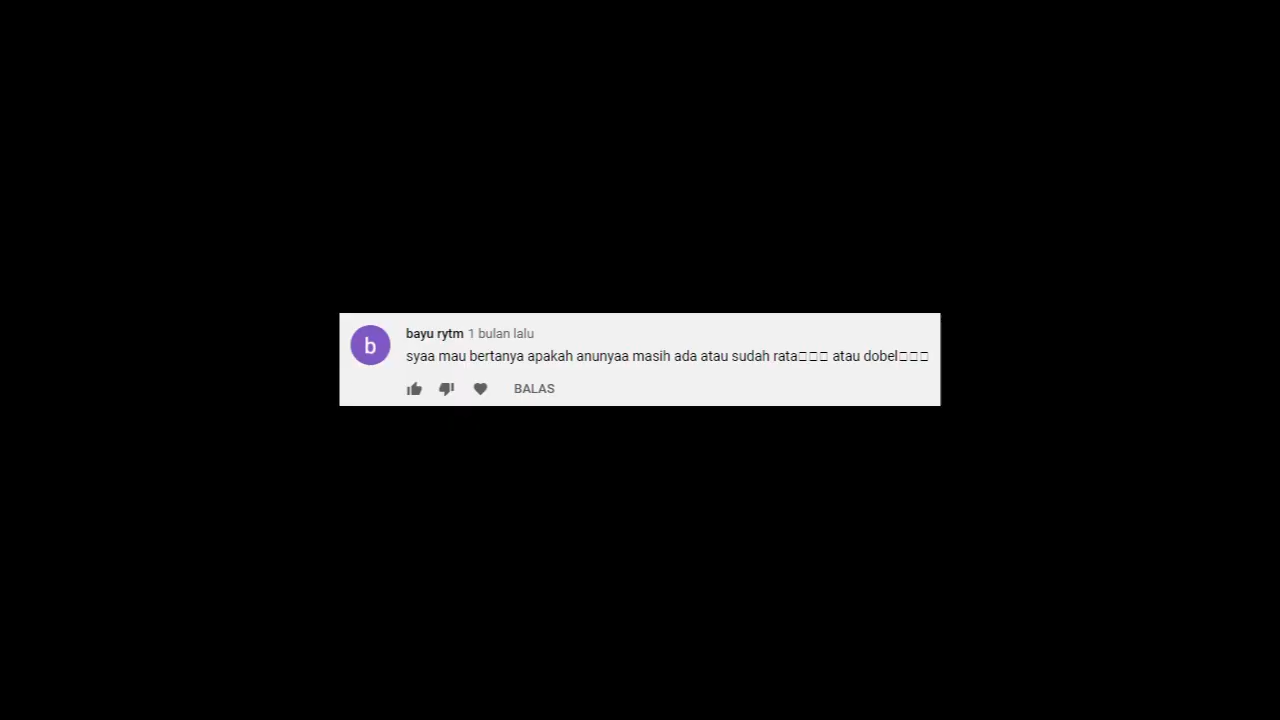 b
bayu rytm 1 bulan lalu
syaa mau bertanya apakah anunyaa masih ada atau sudah rata□□□ atau dobel□□□
BALAS